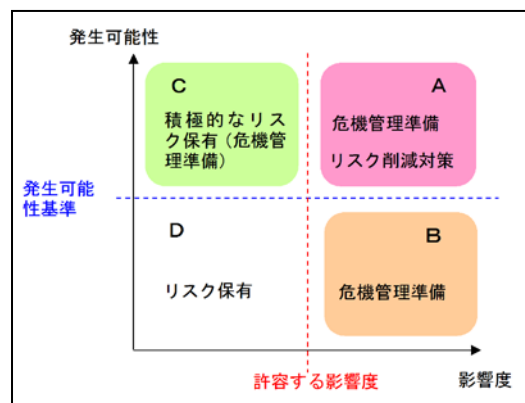 発生可能性
C
積極的なリス
ク保有（危機管
理準備）
A
危機管理準備
リスク削減対策
発生可能
性基準
D
リスク保有
B
危機管理準備
許容する影響度
影響度